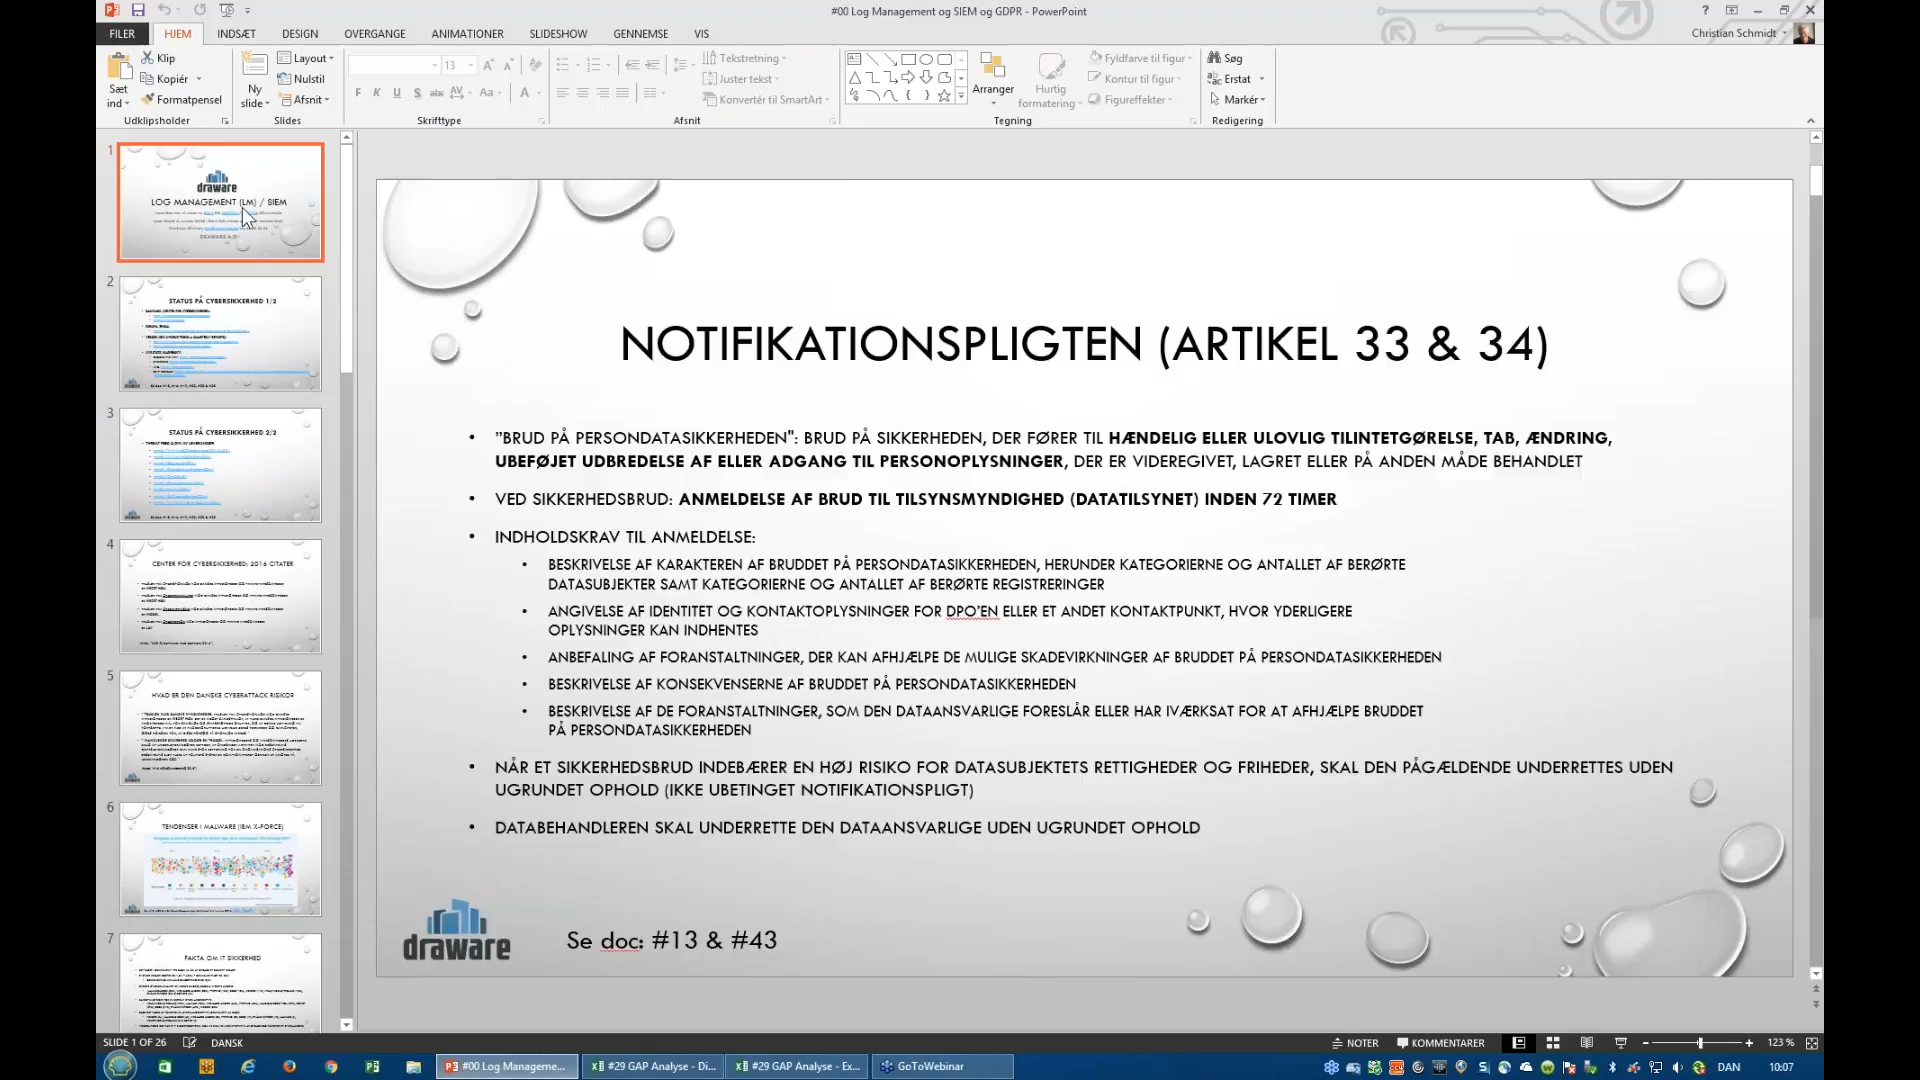 #00 Log Management og SIEM og GDPR - PowerPoint
FILER HJEM INDSÆT DESIGN OVERGANGE ANIMATIONER SLIDESHOW GENNEMSE VIS
Christian Schmidt
Sæt ind
Klip
Kopiér
Formatpensel
Udklipsholder
Ny slide
Layout
Nulstil
Afsnit
Slides
13
F K U S abc AV Aa A
Skrifttype
Tekstretning
Juster tekst
Konvertér til SmartArt
Afsnit
Arranger
Hurtig formatering
Fyldfarve til figur
Kontur til figur
Figureffekter
Tegning
Søg
Erstat
Markér
Redigering
1
draware
LOG MANAGEMENT (LM) / SIEM
DRAWARE A/S
2
STATUS PÅ CYBERSIKKERHED 1/2
3
STATUS PÅ CYBERSIKKERHED 2/2
4
CENTER FOR CYBERSIKKERHED: 2016 CITATER
5
HVAD ER DEN DANSKE CYBERATTACK RISIKO?
6
TENDENSER I MALWARE (IBM X-FORCE)
7
FAKTA OM IT SIKKERHED
NOTIFIKATIONSPLIGTEN (ARTIKEL 33 & 34)
• ”BRUD PÅ PERSONDATASIKKERHEDEN": BRUD PÅ SIKKERHEDEN, DER FØRER TIL HÆNDELIG ELLER ULOVLIG TILINTETGØRELSE, TAB, ÆNDRING,
UBEFØJET UDBREDELSE AF ELLER ADGANG TIL PERSONOPLYSNINGER, DER ER VIDEREGIVET, LAGRET ELLER PÅ ANDEN MÅDE BEHANDLET
• VED SIKKERHEDSBRUD: ANMELDELSE AF BRUD TIL TILSYNSMYNDIGHED (DATATILSYNET) INDEN 72 TIMER
• INDHOLDSKRAV TIL ANMELDELSE:
• BESKRIVELSE AF KARAKTEREN AF BRUDDET PÅ PERSONDATASIKKERHEDEN, HERUNDER KATEGORIERNE OG ANTALLET AF BERØRTE
DATASUBJEKTER SAMT KATEGORIERNE OG ANTALLET AF BERØRTE REGISTRERINGER
• ANGIVELSE AF IDENTITET OG KONTAKTOPLYSNINGER FOR DPO'EN ELLER ET ANDET KONTAKTPUNKT, HVOR YDERLIGERE
OPLYSNINGER KAN INDHENTES
• ANBEFALING AF FORANSTALTNINGER, DER KAN AFHJÆLPE DE MULIGE SKADEVIRKNINGER AF BRUDDET PÅ PERSONDATASIKKERHEDEN
• BESKRIVELSE AF KONSEKVENSERNE AF BRUDDET PÅ PERSONDATASIKKERHEDEN
• BESKRIVELSE AF DE FORANSTALTNINGER, SOM DEN DATAANSVARLIGE FORESLÅR ELLER HAR IVÆRKSAT FOR AT AFHJÆLPE BRUDDET
PÅ PERSONDATASIKKERHEDEN
• NÅR ET SIKKERHEDSBRUD INDEBÆRER EN HØJ RISIKO FOR DATASUBJEKTETS RETTIGHEDER OG FRIHEDER, SKAL DEN PÅGÆLDENDE UNDERRETTES UDEN
UGRUNDET OPHOLD (IKKE UBETINGET NOTIFIKATIONSPLIGT)
• DATABEHANDLEREN SKAL UNDERRETTE DEN DATAANSVARLIGE UDEN UGRUNDET OPHOLD
draware
Se doc: #13 & #43
SLIDE 1 OF 26 DANSK
NOTER KOMMENTARER 123 %
#00 Log Manageme... #29 GAP Analyse - Di... #29 GAP Analyse - Ex... GoToWebinar
DAN 10:07